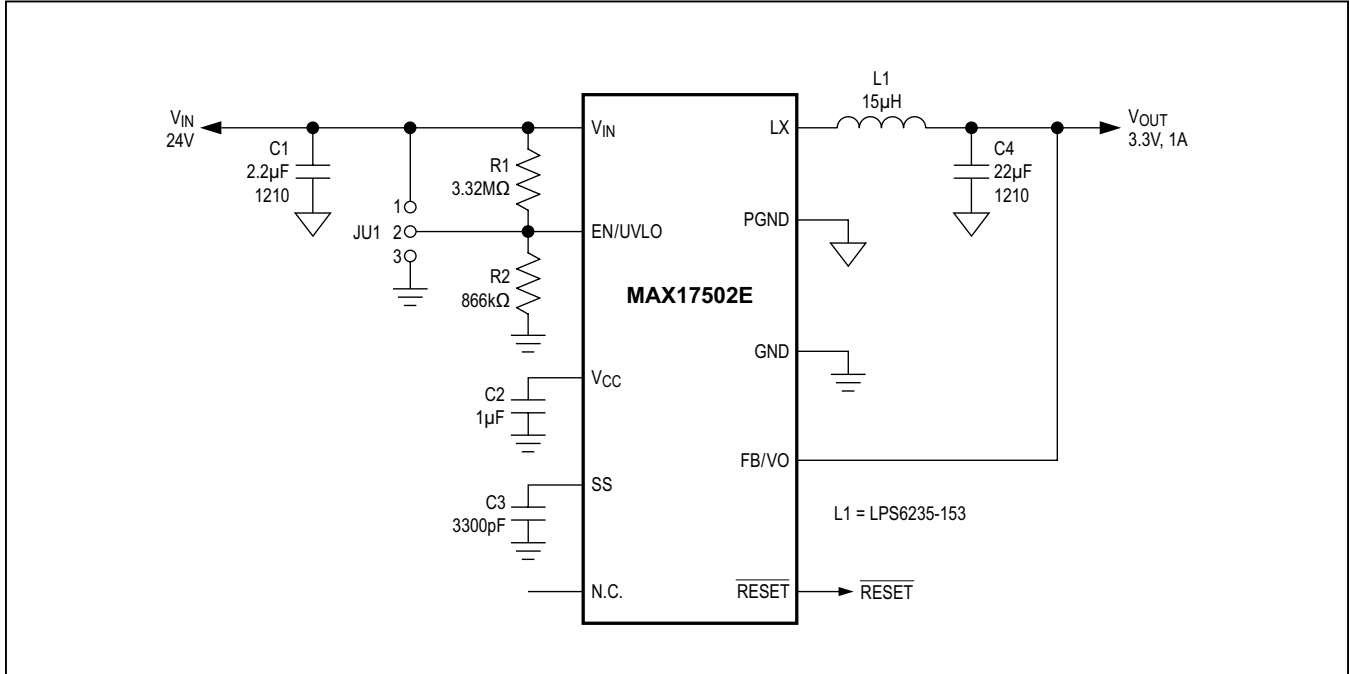 VIN
24V
C1
2.2µF
1210
1
JU1 2
3
R1
3.32MΩ
R2
866kΩ
C2
1µF
C3
3300pF
VIN
EN/UVLO
VCC
SS
N.C.
MAX17502E
LX
PGND
GND
FB/VO
RESET
L1
15µH
C4
22µF
1210
VOUT
3.3V, 1A
L1 = LPS6235-153
RESET